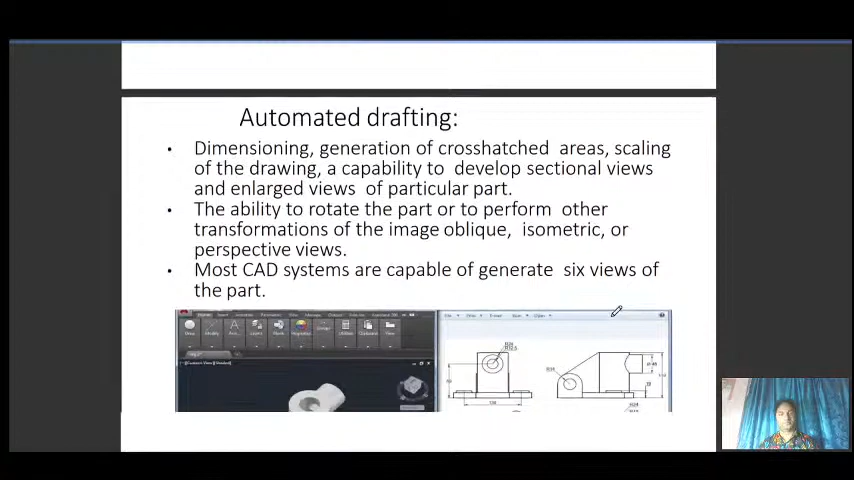 Automated drafting:
• Dimensioning, generation of crosshatched areas, scaling
of the drawing, a capability to develop sectional views
and enlarged views of particular part.
• The ability to rotate the part or to perform other
transformations of the image oblique, isometric, or
perspective views.
• Most CAD systems are capable of generate six views of
the part.